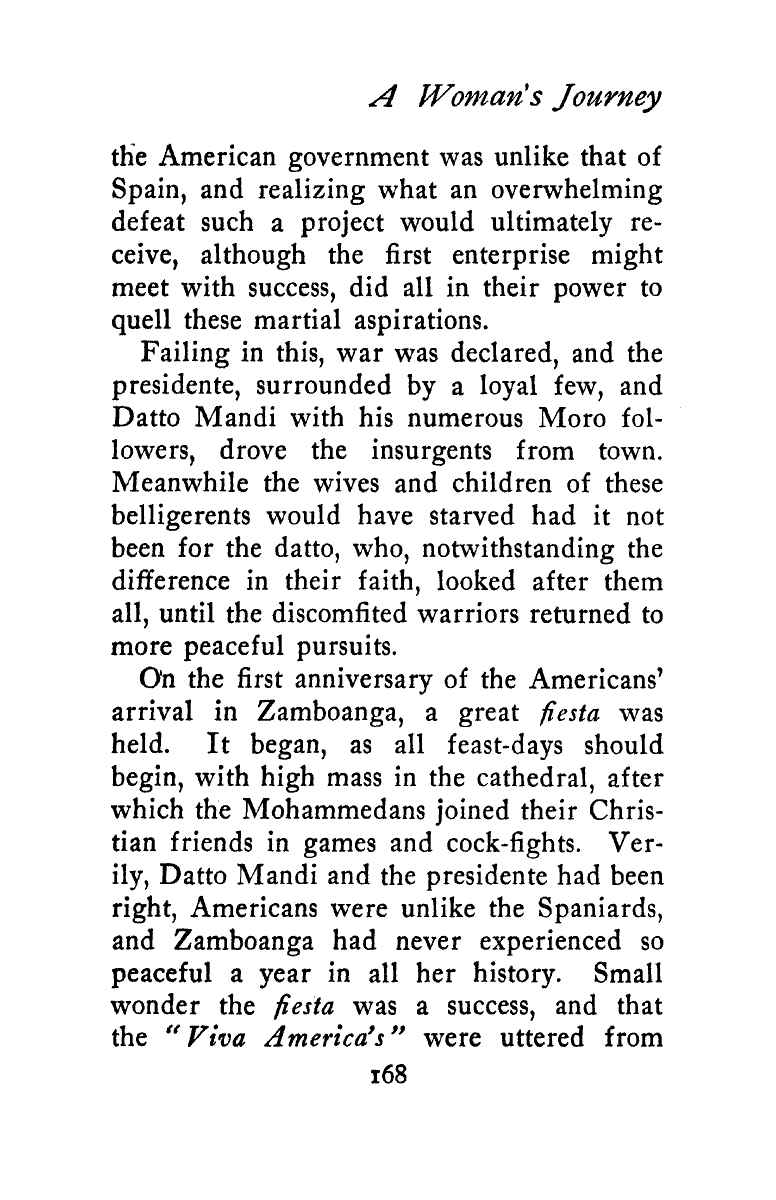 A Woman's Journey
the American government was unlike that of
Spain, and realizing what an overwhelming
defeat such a project would ultimately re-
ceive, although the first enterprise might
meet with success, did all in their power to
quell these martial aspirations.
Failing in this, war was declared, and the
presidente, surrounded by a loyal few, and
Datto Mandi with his numerous Moro fol-
lowers, drove the insurgents from town.
Meanwhile the wives and children of these
belligerents would have starved had it not
been for the datto, who, notwithstanding the
difference in their faith, looked after them
all, until the discomfited warriors returned to
more peaceful pursuits.
On the first anniversary of the Americans'
arrival in Zamboanga, a great fiesta was
held. It began, as all feast-days should
begin, with high mass in the cathedral, after
which the Mohammedans joined their Chris-
tian friends in games and cock-fights. Ver-
ily, Datto Mandi and the presidente had been
right, Americans were unlike the Spaniards,
and Zamboanga had never experienced so
peaceful a year in all her history. Small
wonder the fiesta was a success, and that
the "Viva America's" were uttered from
168